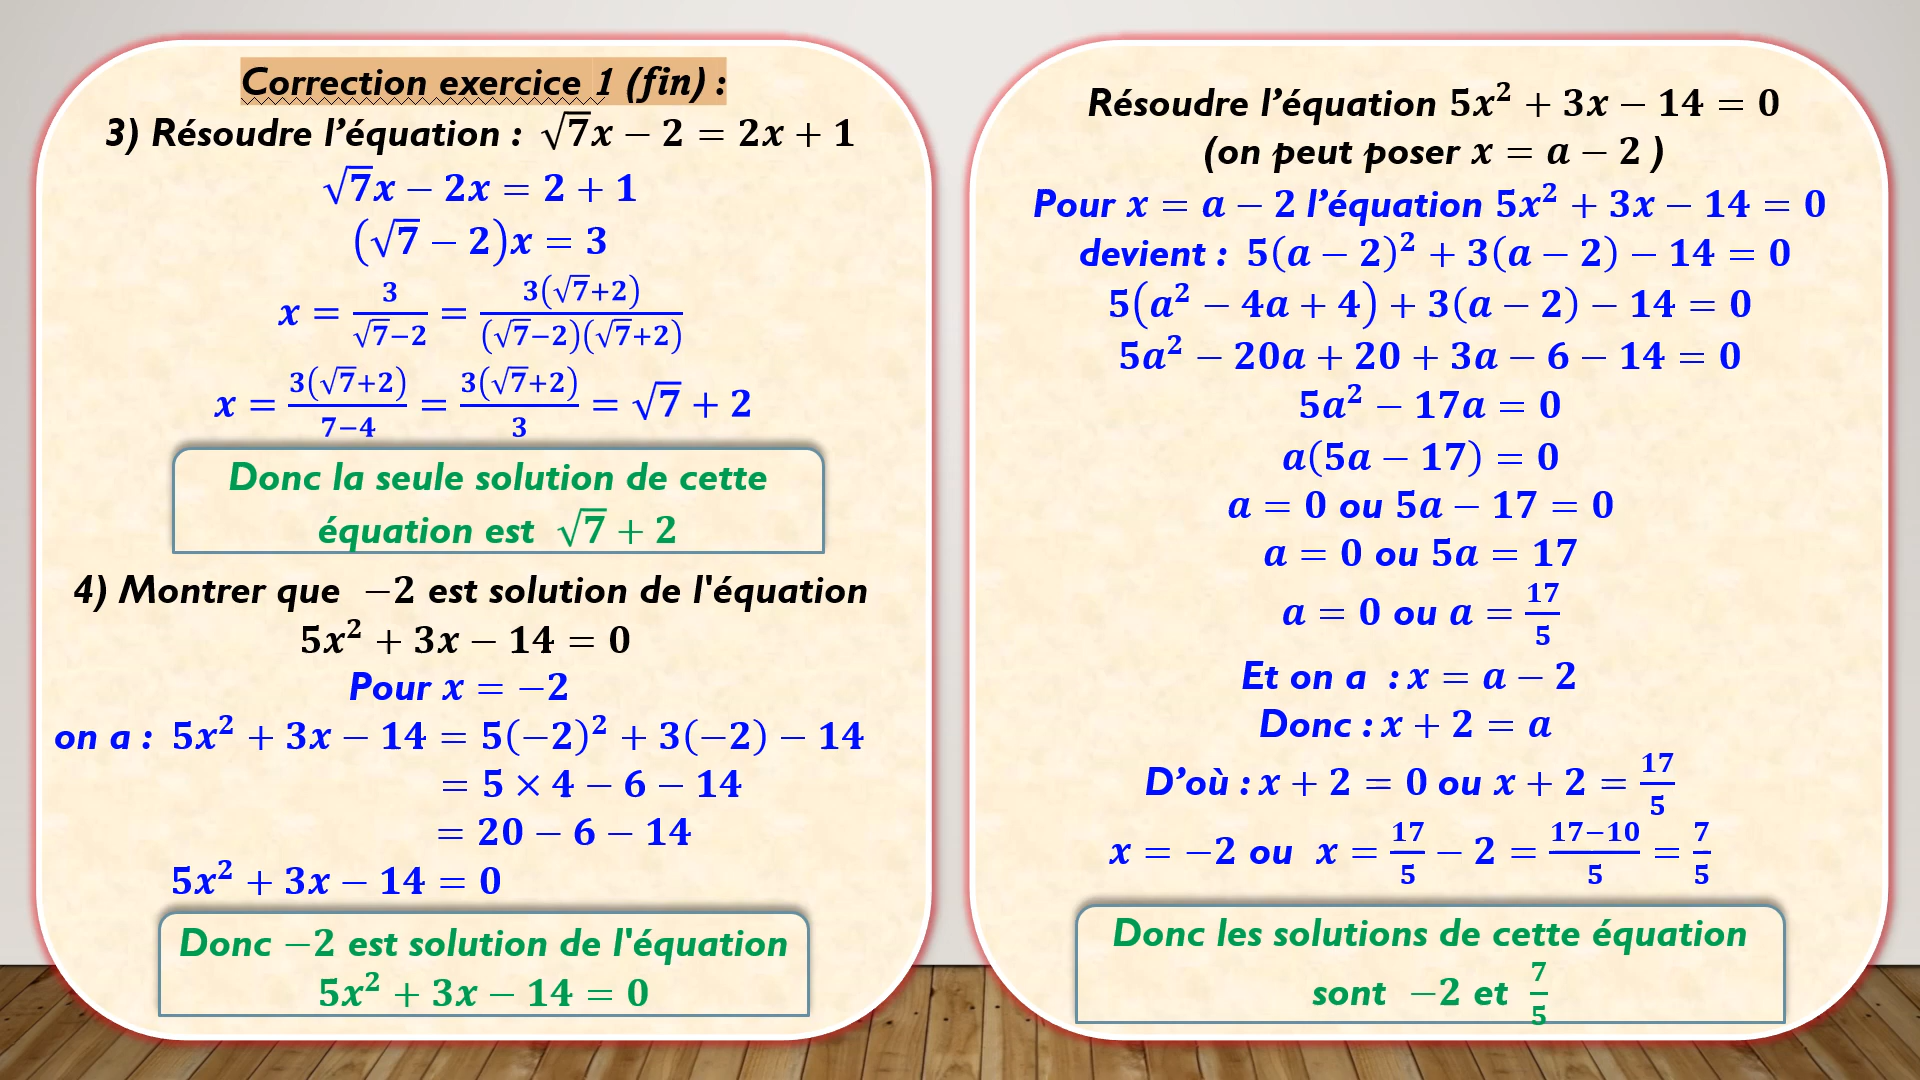 Correction exercice 1 (fin) :
3) Résoudre l’équation : √7x − 2 = 2x + 1
√7x − 2x = 2 + 1
(√7 − 2)x = 3
x = 3/(√7−2) = 3(√7+2)/((√7−2)(√7+2))
x = 3(√7+2)/(7−4) = 3(√7+2)/3 = √7 + 2
Donc la seule solution de cette
équation est √7 + 2
4) Montrer que −2 est solution de l'équation
5x² + 3x − 14 = 0
Pour x = −2
on a : 5x² + 3x − 14 = 5(−2)² + 3(−2) − 14
= 5 × 4 − 6 − 14
= 20 − 6 − 14
5x² + 3x − 14 = 0
Donc −2 est solution de l'équation
5x² + 3x − 14 = 0
Résoudre l’équation 5x² + 3x − 14 = 0
(on peut poser x = a − 2 )
Pour x = a − 2 l’équation 5x² + 3x − 14 = 0
devient : 5(a − 2)² + 3(a − 2) − 14 = 0
5(a² − 4a + 4) + 3(a − 2) − 14 = 0
5a² − 20a + 20 + 3a − 6 − 14 = 0
5a² − 17a = 0
a(5a − 17) = 0
a = 0 ou 5a − 17 = 0
a = 0 ou 5a = 17
a = 0 ou a = 17/5
Et on a : x = a − 2
Donc : x + 2 = a
D’où : x + 2 = 0 ou x + 2 = 17/5
x = −2 ou x = 17/5 − 2 = (17−10)/5 = 7/5
Donc les solutions de cette équation
sont −2 et 7/5